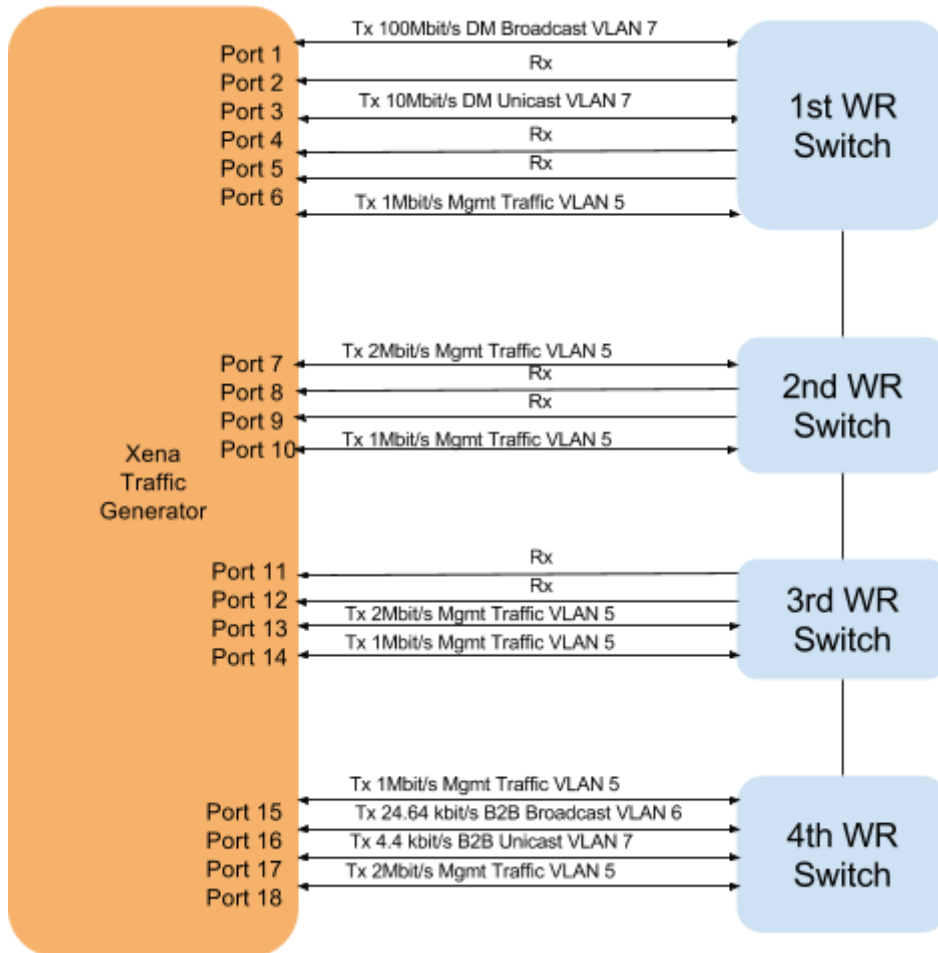 Tx 100Mbit/s DM Broadcast VLAN 7
Port 1
Rx
Port 2
Tx 10Mbit/s DM Unicast VLAN 7
Port 3
1st WR
Switch
Rx
Port 4
Rx
Port 5
Port 6
Tx 1Mbit/s Mgmt Traffic VLAN 5
Tx 2Mbit/s Mgmt Traffic VLAN 5
Port 7
Rx
Port 8
2nd WR
Switch
Rx
Port 9
Tx 1Mbit/s Mgmt Traffic VLAN 5
Port 10
Xena
Traffic
Generator
Rx
Port 11
Rx
Port 12
3rd WR
Switch
Tx 2Mbit/s Mgmt Traffic VLAN 5
Port 13
Tx 1Mbit/s Mgmt Traffic VLAN 5
Port 14
Tx 1Mbit/s Mgmt Traffic VLAN 5
Port 15
Tx 24.64 kbit/s B2B Broadcast VLAN 6
Port 16
Tx 4.4 kbit/s B2B Unicast VLAN 7
4th WR
Switch
Port 17
Tx 2Mbit/s Mgmt Traffic VLAN 5
Port 18